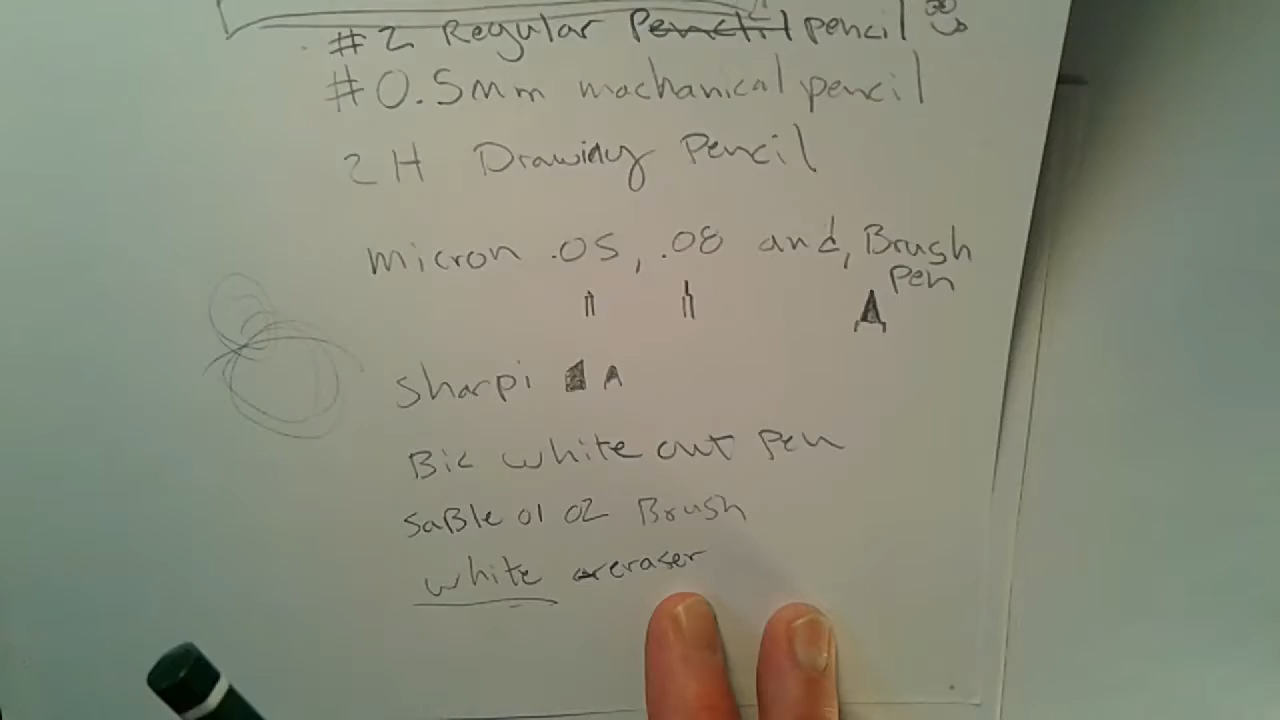 #2 Regular Pencil pencil
#0.5mm machanical pencil
2H Drawing Pencil
micron .05, .08 and, Brush
Pen
Sharpi
Bic white out Pen
SaBle 01 02 Brush
white eraser